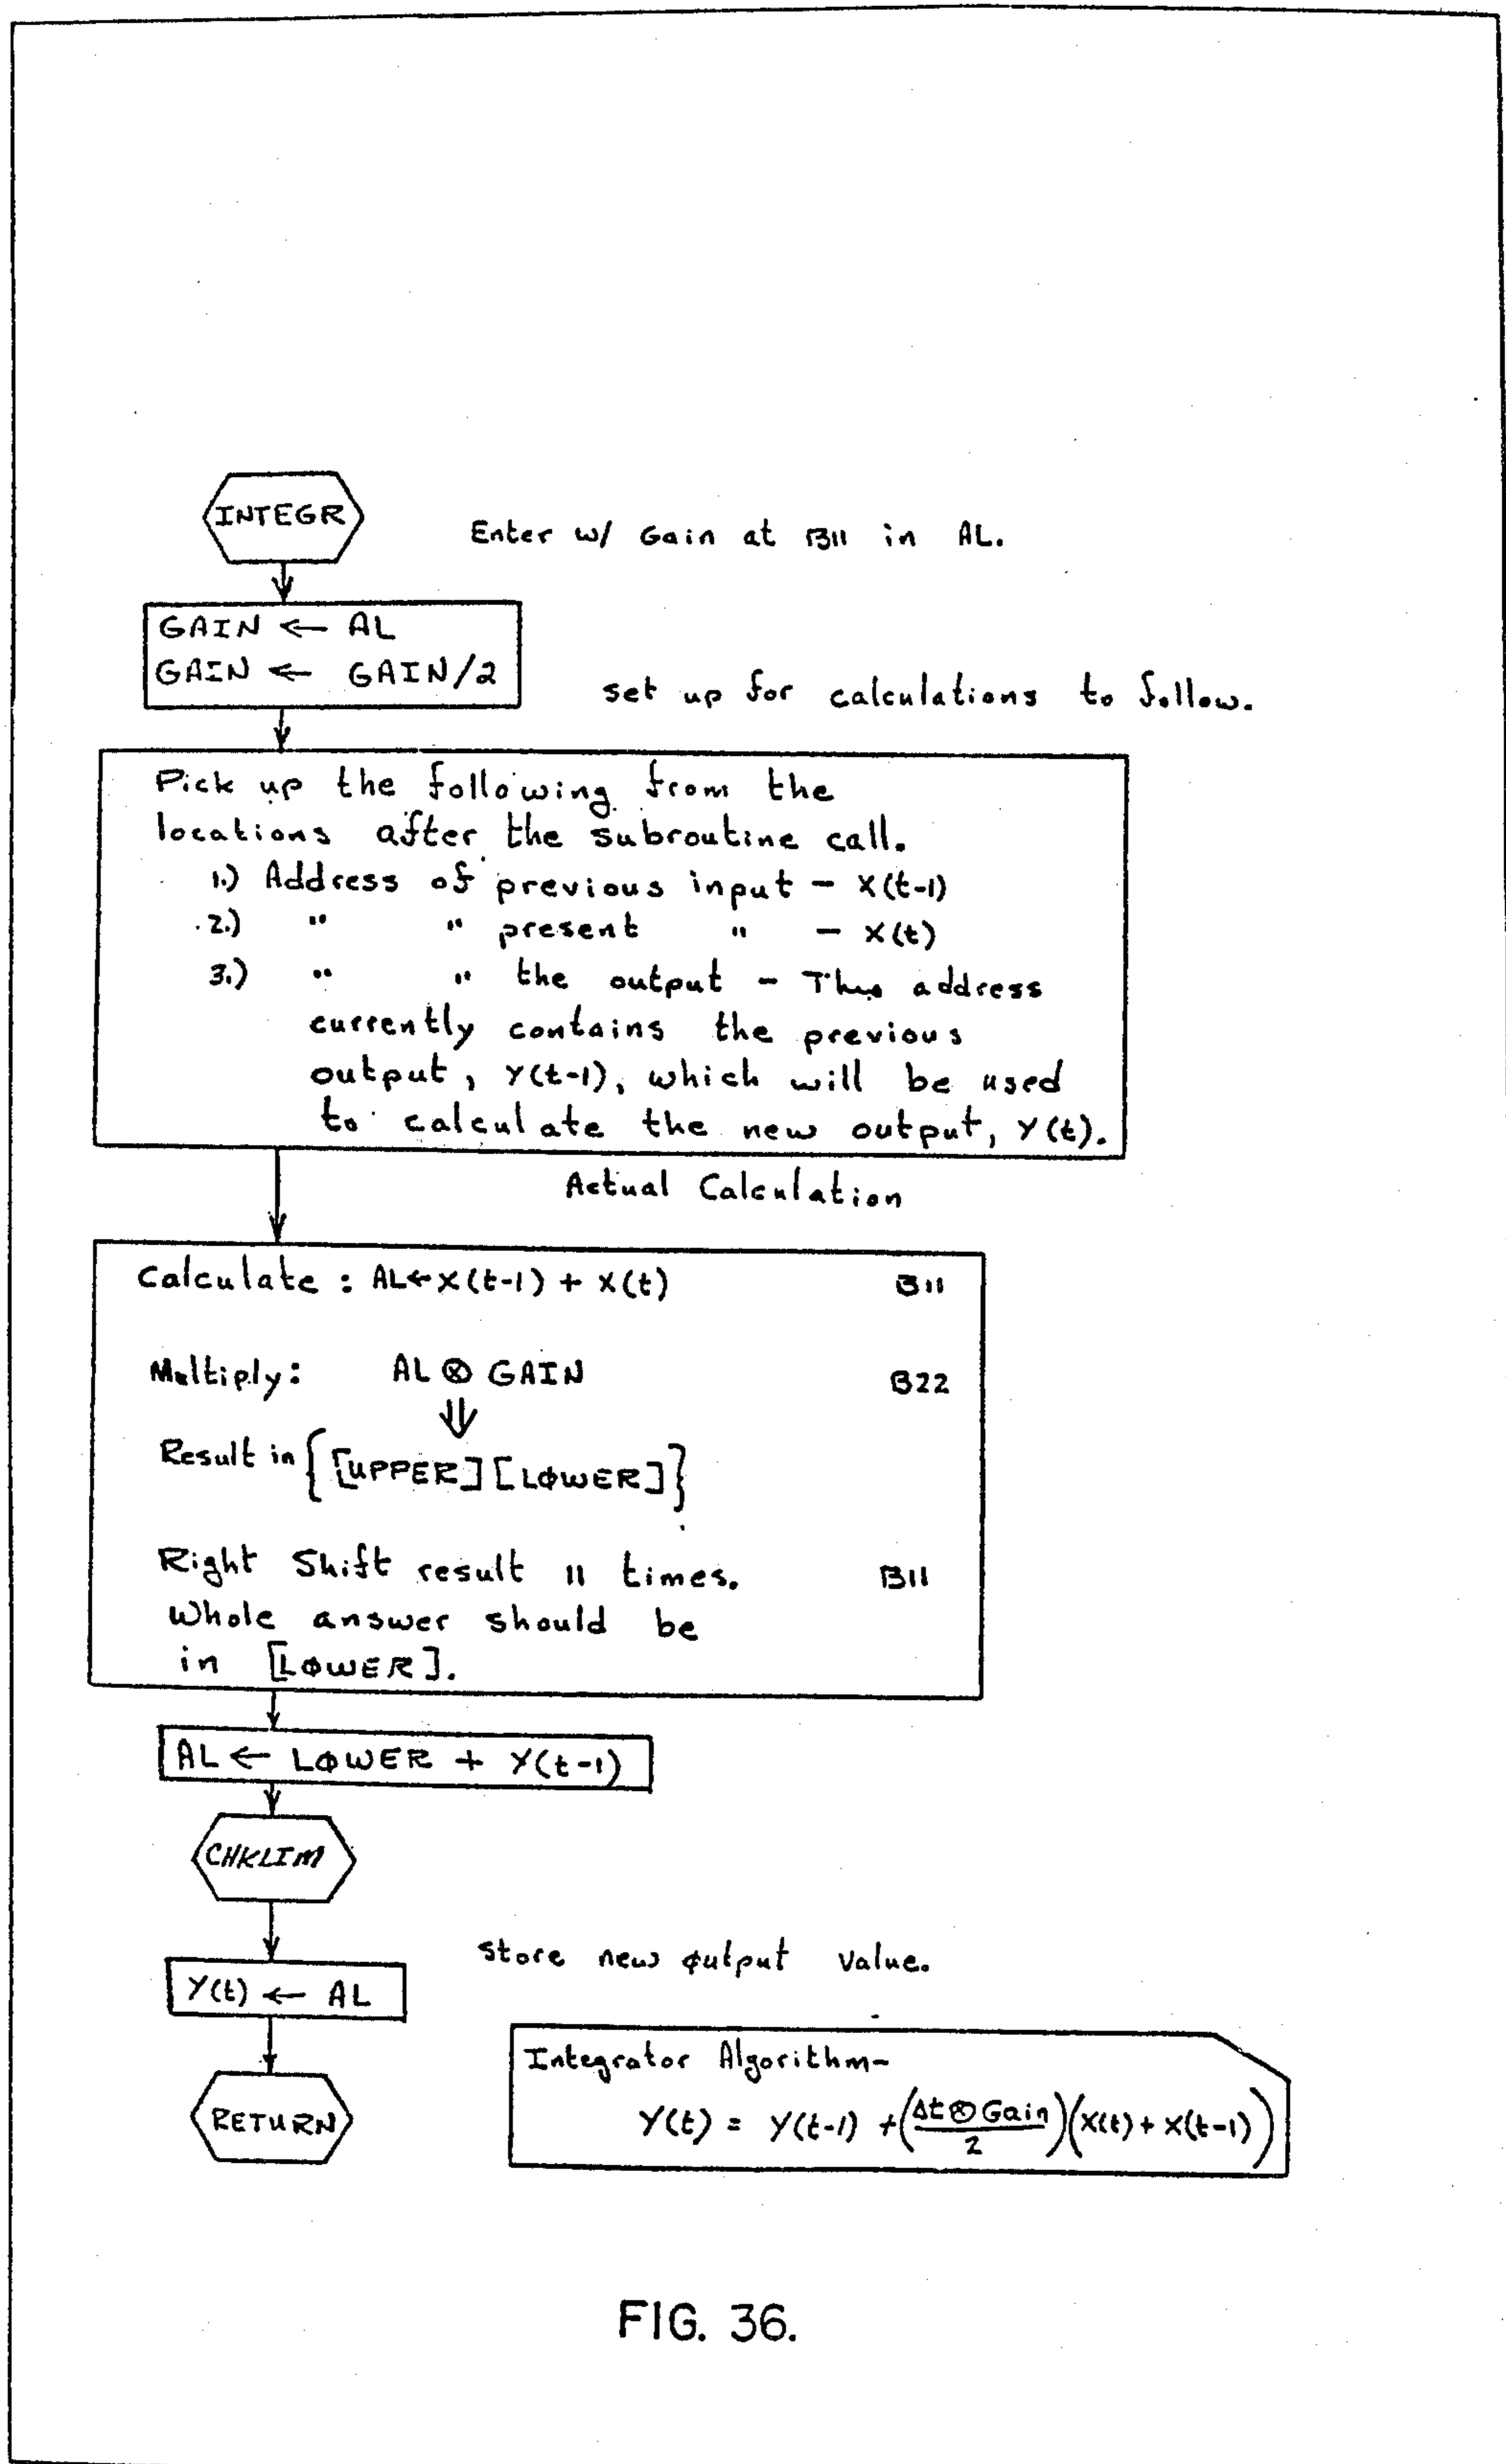 INTEGR
Enter w/ Gain at B11 in AL.
GAIN ← AL
GAIN ← GAIN/2
set up for calculations to follow.
Pick up the following from the
locations after the subroutine call.
1.) Address of previous input - X(t-1)
2.) " " present " - X(t)
3.) " " the output - This address
currently contains the previous
output, Y(t-1), which will be used
to calculate the new output, Y(t).
Actual Calculation
Calculate : AL←X(t-1) + X(t) B11
Multiply: AL ⊗ GAIN B22
⇓
Result in {[UPPER][LØWER]}
Right Shift result 11 times. B11
Whole answer should be
in [LØWER].
AL ← LØWER + Y(t-1)
CHKLIM
store new output value.
Y(t) ← AL
RETURN
Integrator Algorithm-
Y(t) = Y(t-1) + (Δt⊗Gain/2)(X(t) + X(t-1))
FIG. 36.